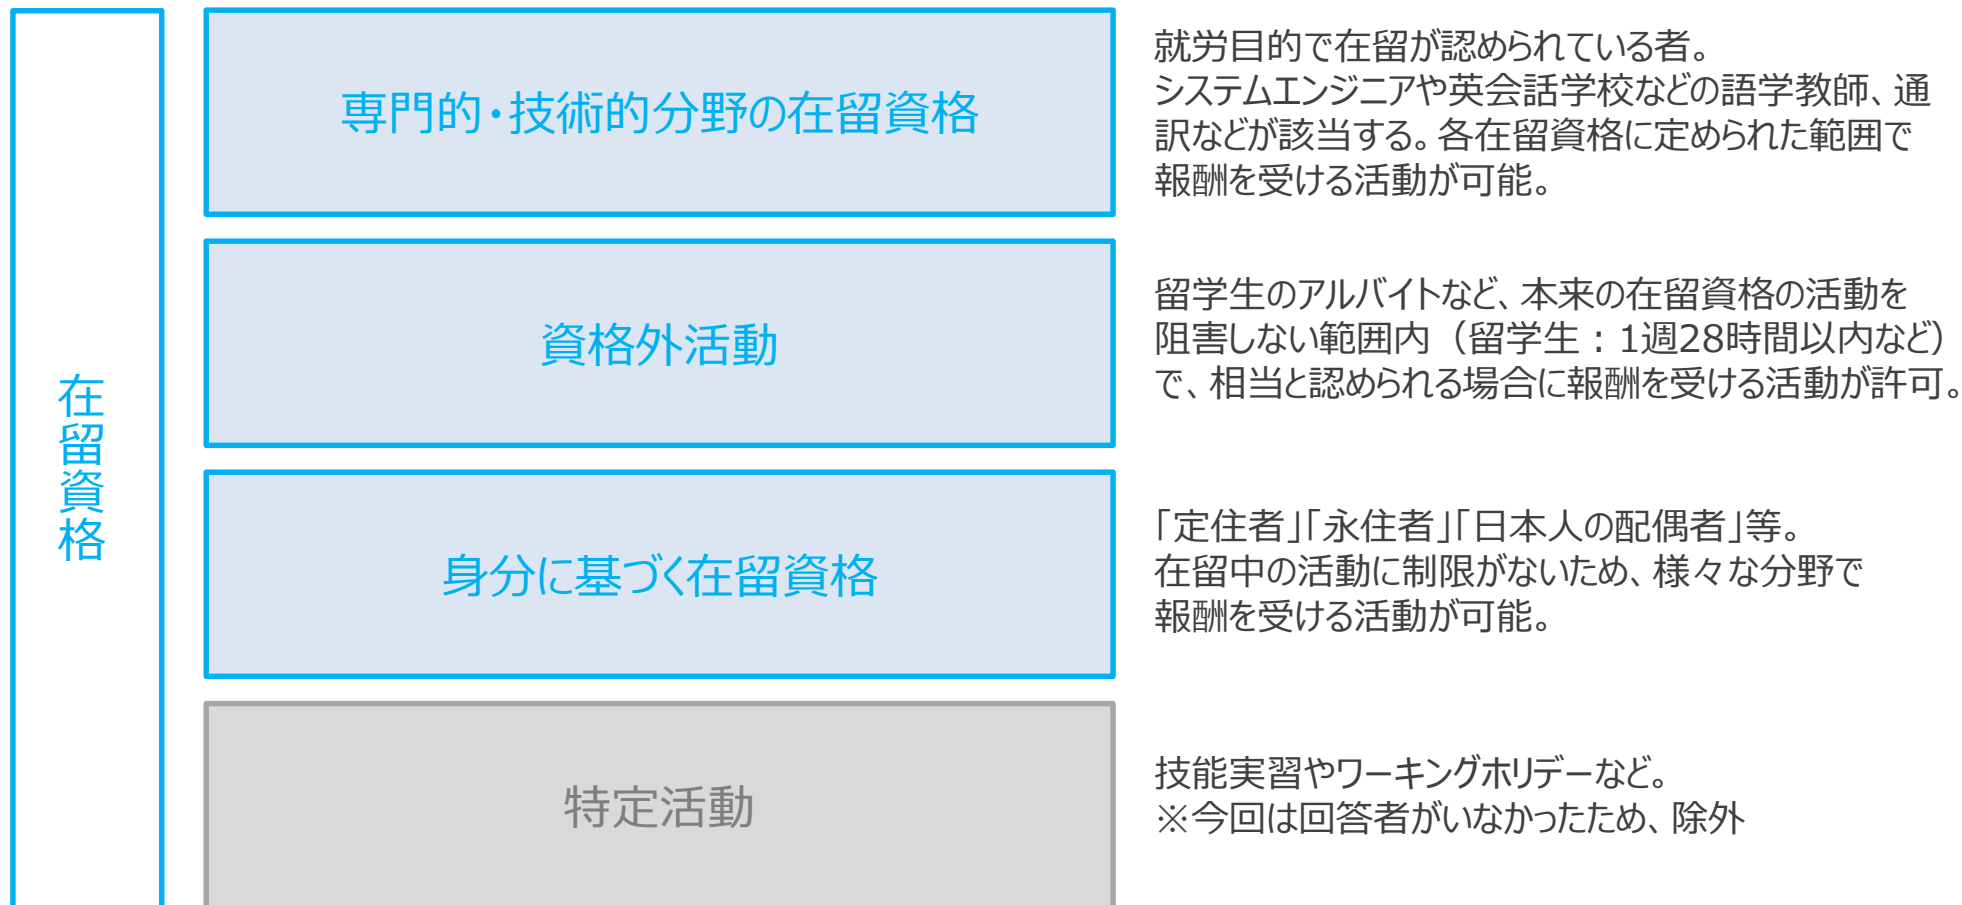 在留資格
専門的・技術的分野の在留資格
就労目的で在留が認められている者。
システムエンジニアや英会話学校などの語学教師、通
訳などが該当する。各在留資格に定められた範囲で
報酬を受ける活動が可能。
資格外活動
留学生のアルバイトなど、本来の在留資格の活動を
阻害しない範囲内（留学生：1週28時間以内など）
で、相当と認められる場合に報酬を受ける活動が許可。
身分に基づく在留資格
「定住者」「永住者」「日本人の配偶者」等。
在留中の活動に制限がないため、様々な分野で
報酬を受ける活動が可能。
特定活動
技能実習やワーキングホリデーなど。
※今回は回答者がいなかったため、除外